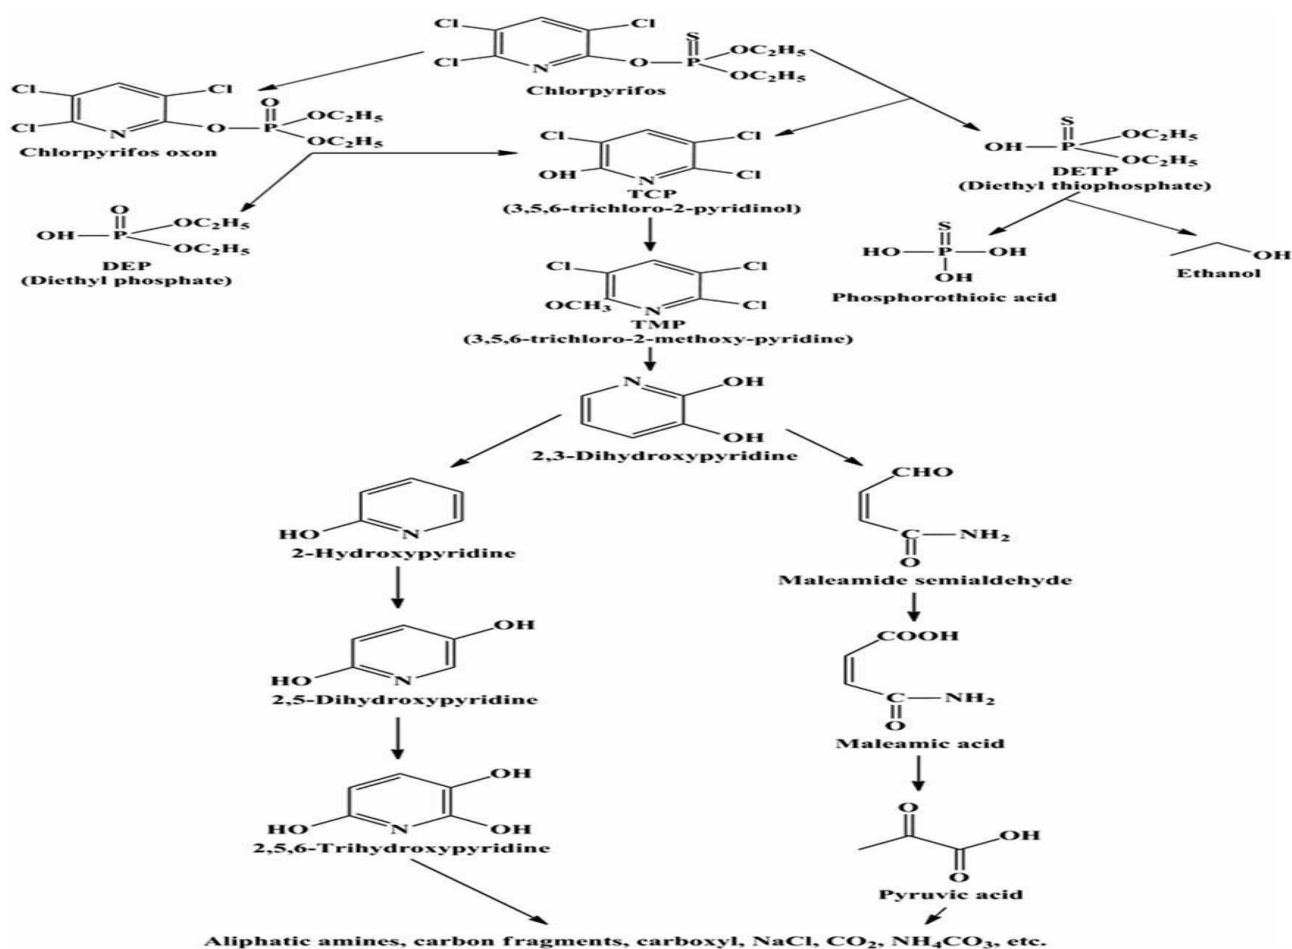 Cl
Cl
Cl
N
O
P
S
OC2H5
OC2H5
Chlorpyrifos
Cl
Cl
Cl
N
O
P
O
OC2H5
OC2H5
Chlorpyrifos oxon
Cl
Cl
Cl
OH
N
TCP
(3,5,6-trichloro-2-pyridinol)
S
OH
P
OC2H5
OC2H5
DETP
(Diethyl thiophosphate)
O
OH
P
OC2H5
OC2H5
DEP
(Diethyl phosphate)
S
HO
P
OH
OH
Phosphorothioic acid
OH
Ethanol
Cl
Cl
Cl
OCH3
N
TMP
(3,5,6-trichloro-2-methoxy-pyridine)
N
OH
OH
2,3-Dihydroxypyridine
HO
N
2-Hydroxypyridine
CHO
C
NH2
O
Maleamide semialdehyde
OH
HO
N
2,5-Dihydroxypyridine
COOH
C
NH2
O
Maleamic acid
OH
HO
N
OH
2,5,6-Trihydroxypyridine
O
OH
O
Pyruvic acid
Aliphatic amines, carbon fragments, carboxyl, NaCl, CO2, NH4CO3, etc.